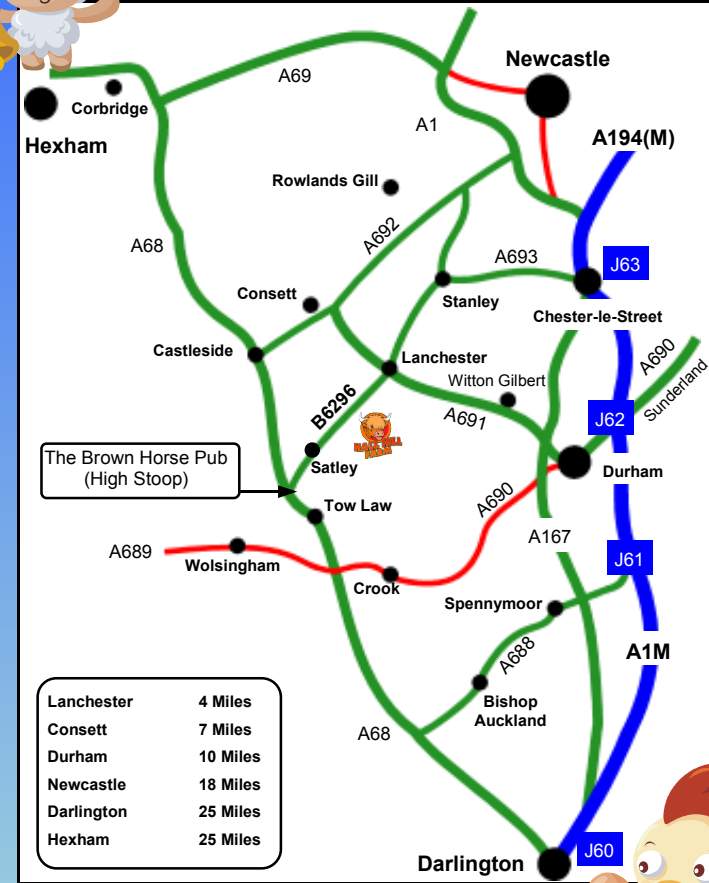 Newcastle
A69
A1
Corbridge
A194(M)
Hexham
Rowlands Gill
A692
A68
A693
J63
Consett
Stanley
Chester-le-Street
Castleside
Lanchester
A690
Sunderland
Witton Gilbert
B6296
A691
J62
HALL HILL
FARM
The Brown Horse Pub
(High Stoop)
Satley
Durham
Tow Law
A690
A167
A689
Wolsingham
J61
Crook
Spennymoor
A688
A1M
Bishop
Auckland
A68
Lanchester 4 Miles
Consett 7 Miles
Durham 10 Miles
Newcastle 18 Miles
Darlington 25 Miles
Hexham 25 Miles
J60
Darlington